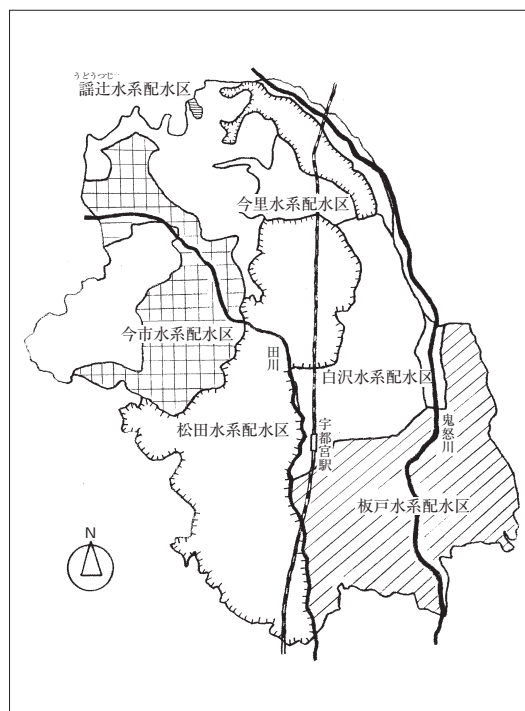 うどうつじ
謡辻水系配水区
今里水系配水区
今市水系配水区
田川
白沢水系配水区
松田水系配水区
宇都宮駅
鬼怒川
板戸水系配水区
N